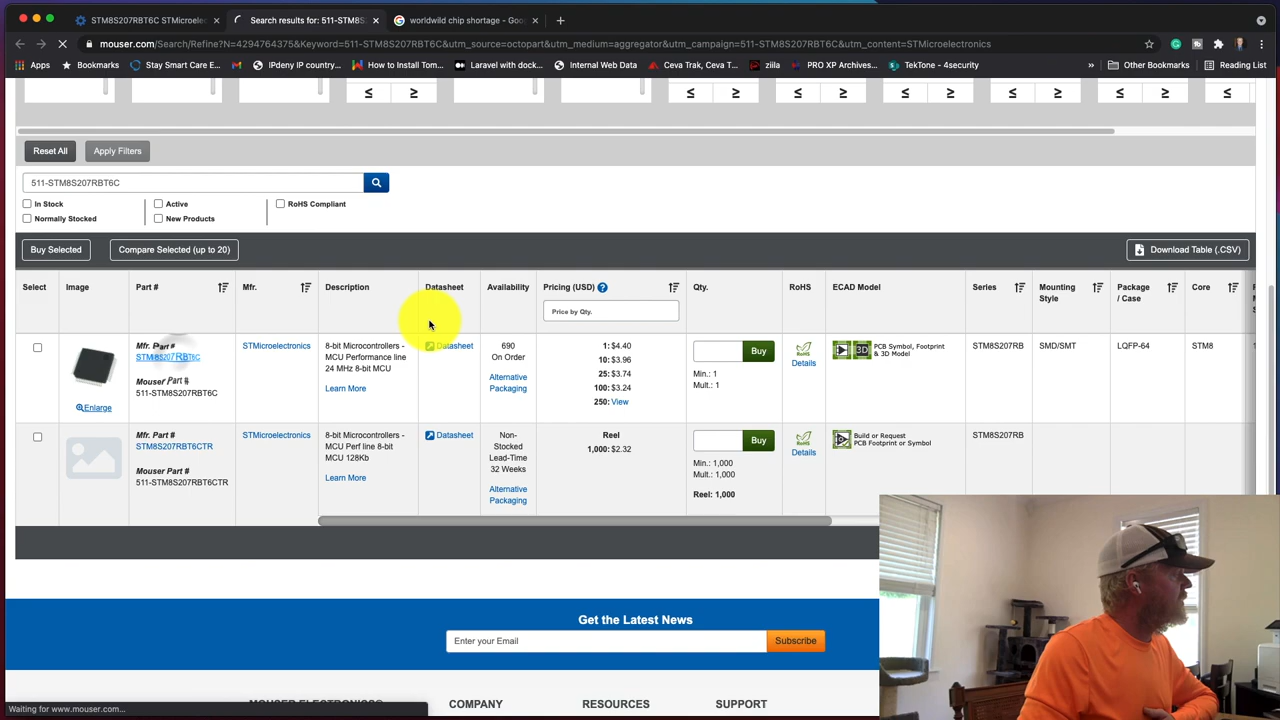 STM8S207RBT6C STMicroelec
Search results for: 511-STM8S
worldwild chip shortage - Goo
mouser.com/Search/Refine?N=4294764375&Keyword=511-STM8S207RBT6C&utm_source=octopart&utm_medium=aggregator&utm_campaign=511-STM8S207RBT6C&utm_content=STMicroelectronics
Apps
Bookmarks
Stay Smart Care E...
IPdeny IP country...
How to Install Tom...
Laravel with dock...
Internal Web Data
Ceva Trak, Ceva T...
ziila
PRO XP Archives...
TekTone - 4security
»
Other Bookmarks
Reading List
≤ ≥ ≤ ≥ ≤ ≥ ≤ ≥ ≤ ≥ ≤ ≥ ≤
Reset All
Apply Filters
511-STM8S207RBT6C
In Stock
Active
RoHS Compliant
Normally Stocked
New Products
Buy Selected
Compare Selected (up to 20)
Download Table (.CSV)
Select
Image
Part #
Mfr.
Description
Datasheet
Availability
Pricing (USD)
Price by Qty.
Qty.
RoHS
ECAD Model
Series
Mounting
Style
Package
/ Case
Core
Mfr. Part #
STM8S207RBT6C
Mouser Part #
511-STM8S207RBT6C
Enlarge
STMicroelectronics
8-bit Microcontrollers -
MCU Performance line
24 MHz 8-bit MCU
Learn More
Datasheet
690
On Order
Alternative
Packaging
1: $4.40
10: $3.96
25: $3.74
100: $3.24
250: View
Buy
Min.: 1
Mult.: 1
RoHS
Details
3D
PCB Symbol, Footprint
& 3D Model
STM8S207RB
SMD/SMT
LQFP-64
STM8
Mfr. Part #
STM8S207RBT6CTR
Mouser Part #
511-STM8S207RBT6CTR
STMicroelectronics
8-bit Microcontrollers -
MCU Perf line 8-bit
MCU 128Kb
Learn More
Datasheet
Non-
Stocked
Lead-Time
32 Weeks
Alternative
Packaging
Reel
1,000: $2.32
Buy
Min.: 1,000
Mult.: 1,000
Reel: 1,000
RoHS
Details
Build or Request
PCB Footprint or Symbol
STM8S207RB
Get the Latest News
Enter your Email
Subscribe
MOUSER ELECTRONICS®
COMPANY
RESOURCES
SUPPORT
Waiting for www.mouser.com...